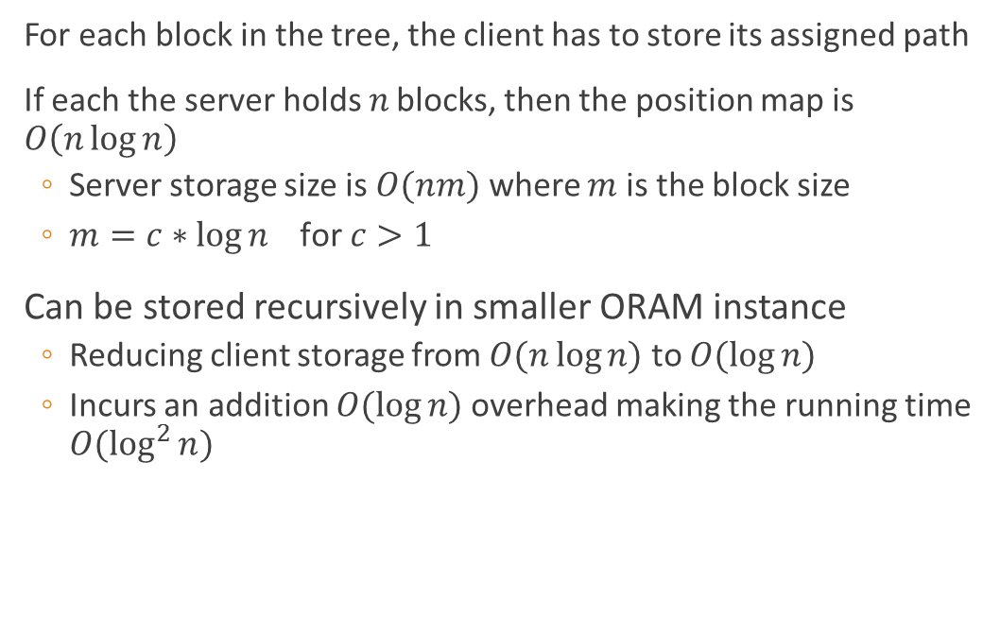 For each block in the tree, the client has to store its assigned path
If each the server holds n blocks, then the position map is
O(n log n)
◦ Server storage size is O(nm) where m is the block size
◦ m = c ∗ log n for c > 1
Can be stored recursively in smaller ORAM instance
◦ Reducing client storage from O(n log n) to O(log n)
◦ Incurs an addition O(log n) overhead making the running time
O(log² n)